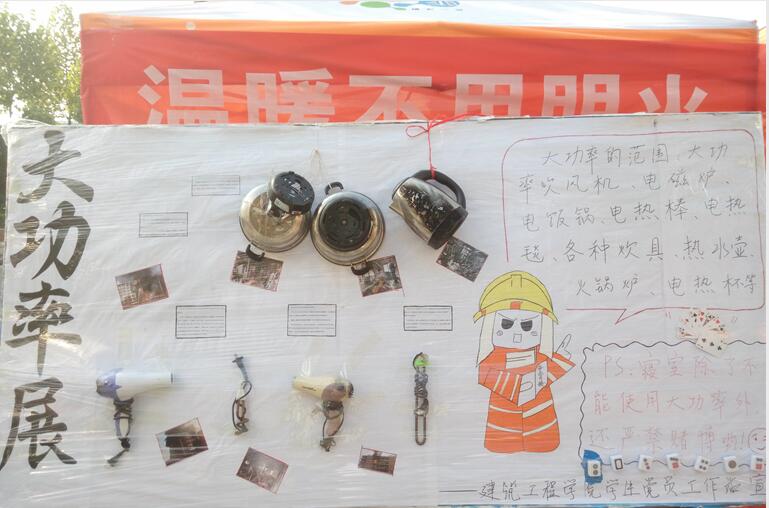 温暖不用明火
大功率展
大功率的范围、大功
率吹风机、电磁炉、
电饭锅、电热棒、电热
毯、各种炊具、热水壶、
火锅炉、电热杯等
PS:寝室除了不
能使用大功率外,
还严禁赌博哟!
——建筑工程学院学生党员工作站宣